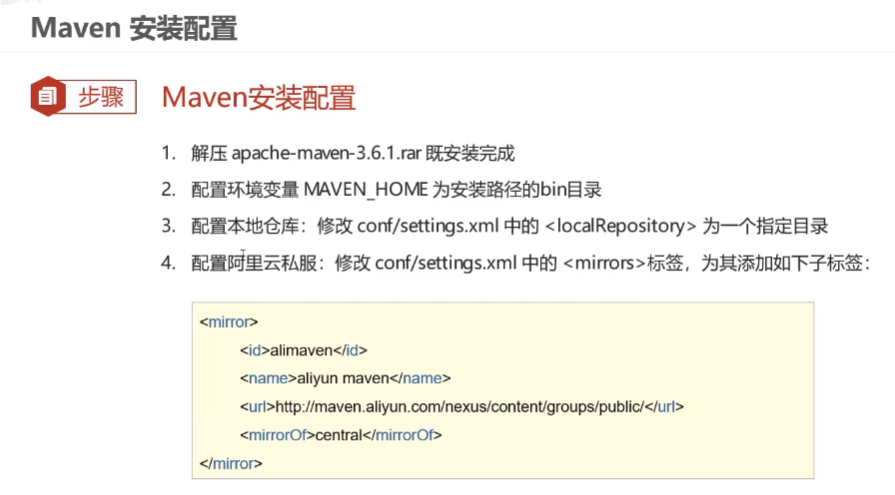 Maven 安装配置
步骤
Maven安装配置
1. 解压 apache-maven-3.6.1.rar 既安装完成
2. 配置环境变量 MAVEN_HOME 为安装路径的bin目录
3. 配置本地仓库：修改 conf/settings.xml 中的 <localRepository> 为一个指定目录
4. 配置阿里云私服：修改 conf/settings.xml 中的 <mirrors>标签，为其添加如下子标签：
<mirror>
<id>alimaven</id>
<name>aliyun maven</name>
<url>http://maven.aliyun.com/nexus/content/groups/public/</url>
<mirrorOf>central</mirrorOf>
</mirror>